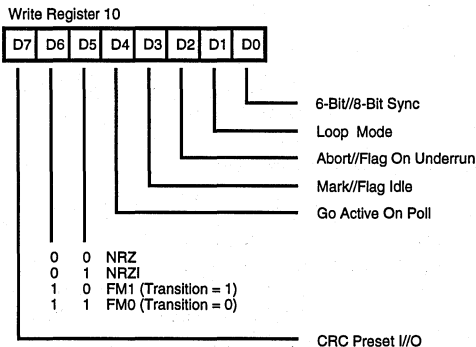 Write Register 10
D7 D6 D5 D4 D3 D2 D1 D0
6-Bit//8-Bit Sync
Loop Mode
Abort//Flag On Underrun
Mark//Flag Idle
Go Active On Poll
0 0 NRZ
0 1 NRZI
1 0 FM1 (Transition = 1)
1 1 FM0 (Transition = 0)
CRC Preset I//O